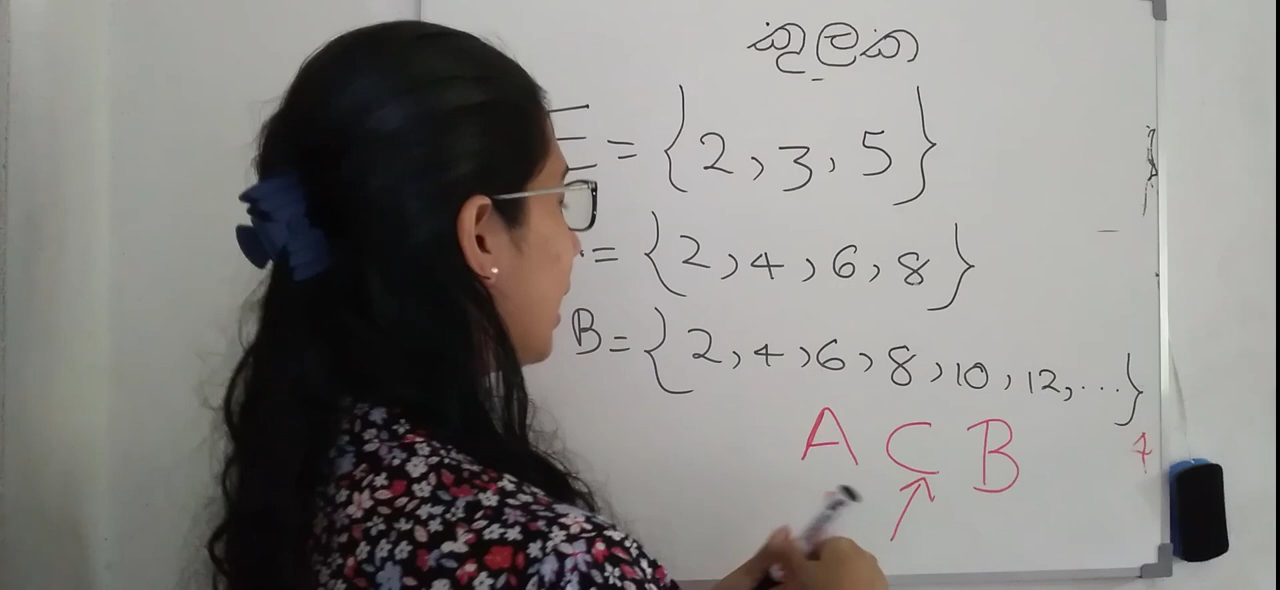 කුලක
= {2, 3, 5}
= {2, 4, 6, 8}
B = {2, 4, 6, 8, 10, 12, ...}
A ⊂ B